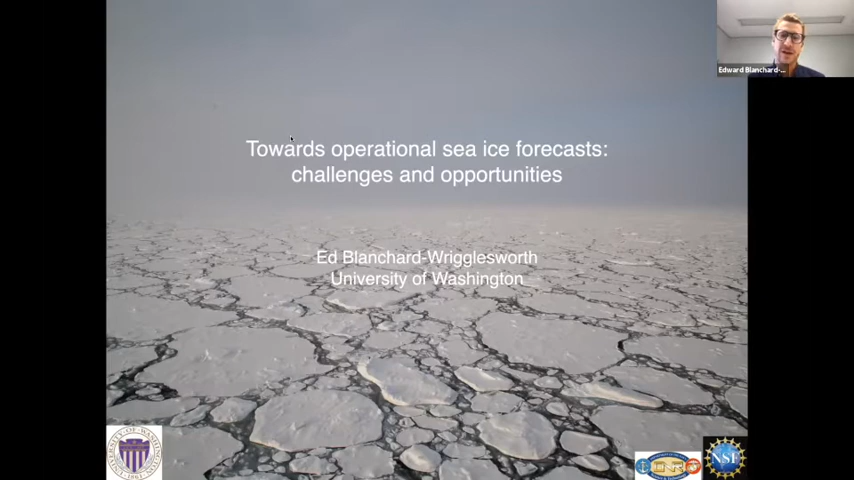 Edward Blanchard-...
Towards operational sea ice forecasts:
challenges and opportunities
Ed Blanchard-Wrigglesworth
University of Washington
NSF